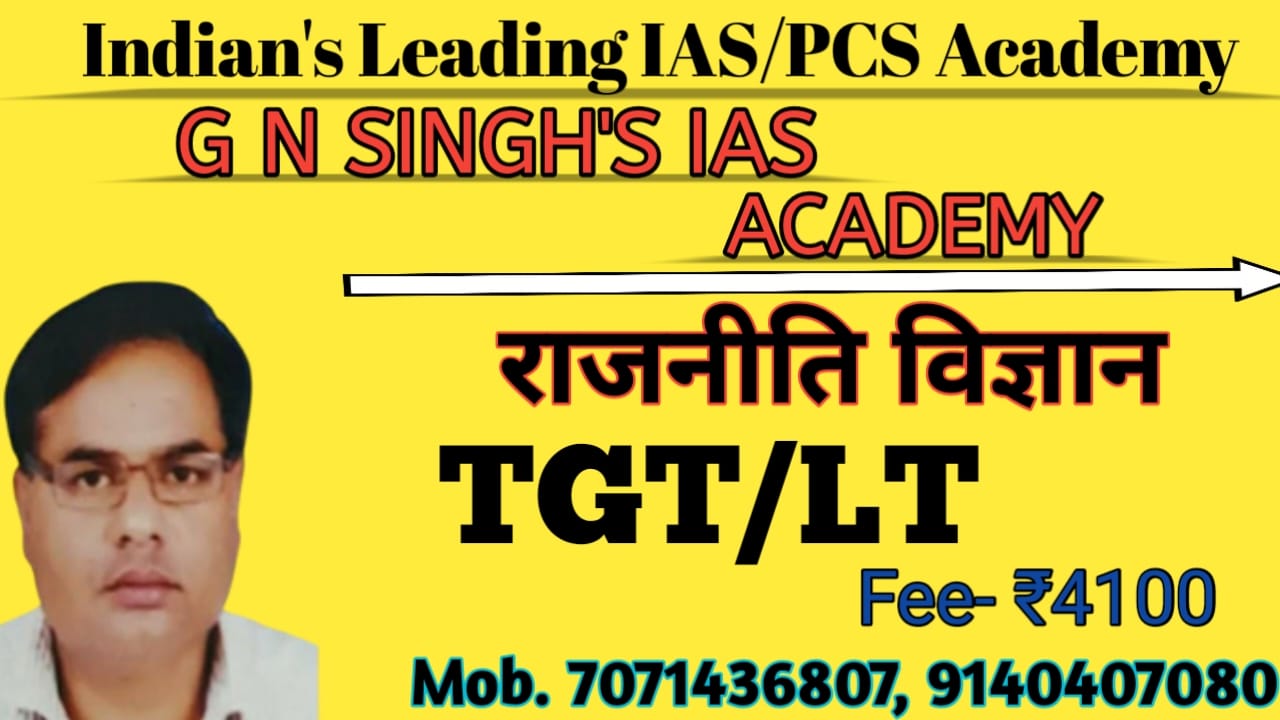 Indian's Leading IAS/PCS Academy
G N SINGH'S IAS
ACADEMY
राजनीति विज्ञान
TGT/LT
Fee- ₹4100
Mob. 7071436807, 9140407080